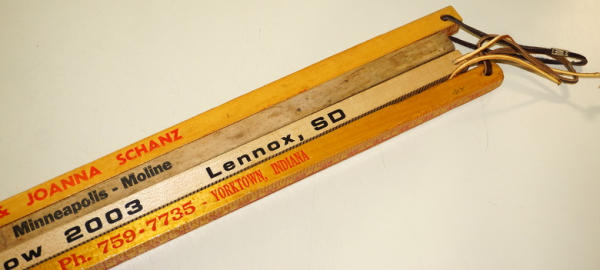 & JOANNA SCHANZ
Minneapolis - Moline
ow 2003 Lennox, SD
Ph. 759-7735 - YORKTOWN, INDIANA